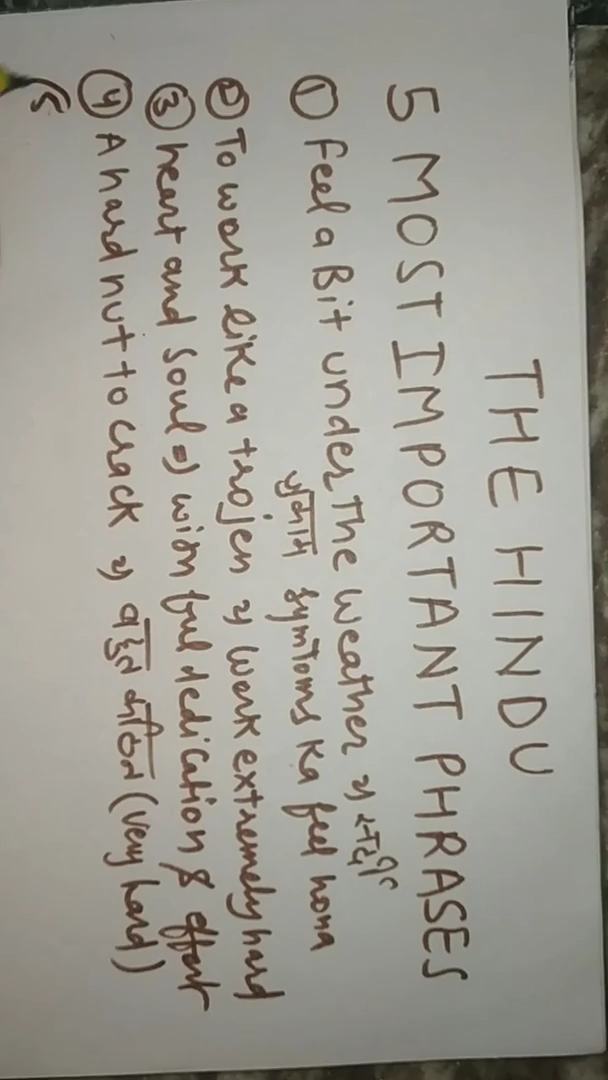 THE HINDU
5 MOST IMPORTANT PHRASES
① feel a Bit under the weather ⇒
जुकाम symtoms ka feel hona
② To work like a trojen ⇒ work extremely hard
③ heart and soul ⇒ with ful dedication & effort
④ A hard nut to crack ⇒ बहुत कठिन (very hard)
5